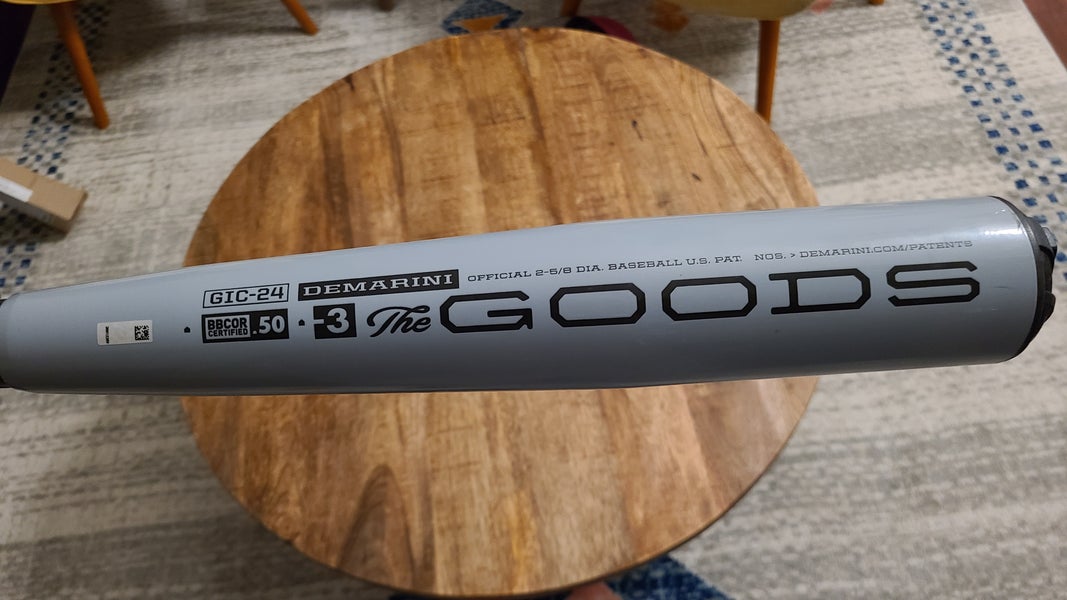 GIC-24
BBCOR
CERTIFIED .50
-3
DEMARINI
OFFICIAL 2-5/8 DIA. BASEBALL U.S. PAT. NOS. > DEMARINI.COM/PATENTS
The GOODS